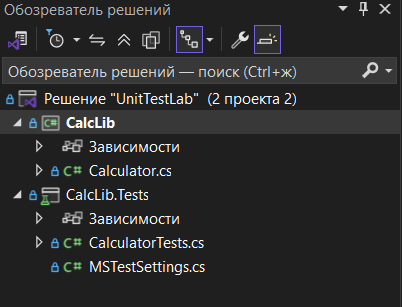 Обозреватель решений
Обозреватель решений — поиск (Ctrl+ж)
Решение "UnitTestLab" (2 проекта 2)
C# CalcLib
Зависимости
C# Calculator.cs
CalcLib.Tests
Зависимости
C# CalculatorTests.cs
C# MSTestSettings.cs